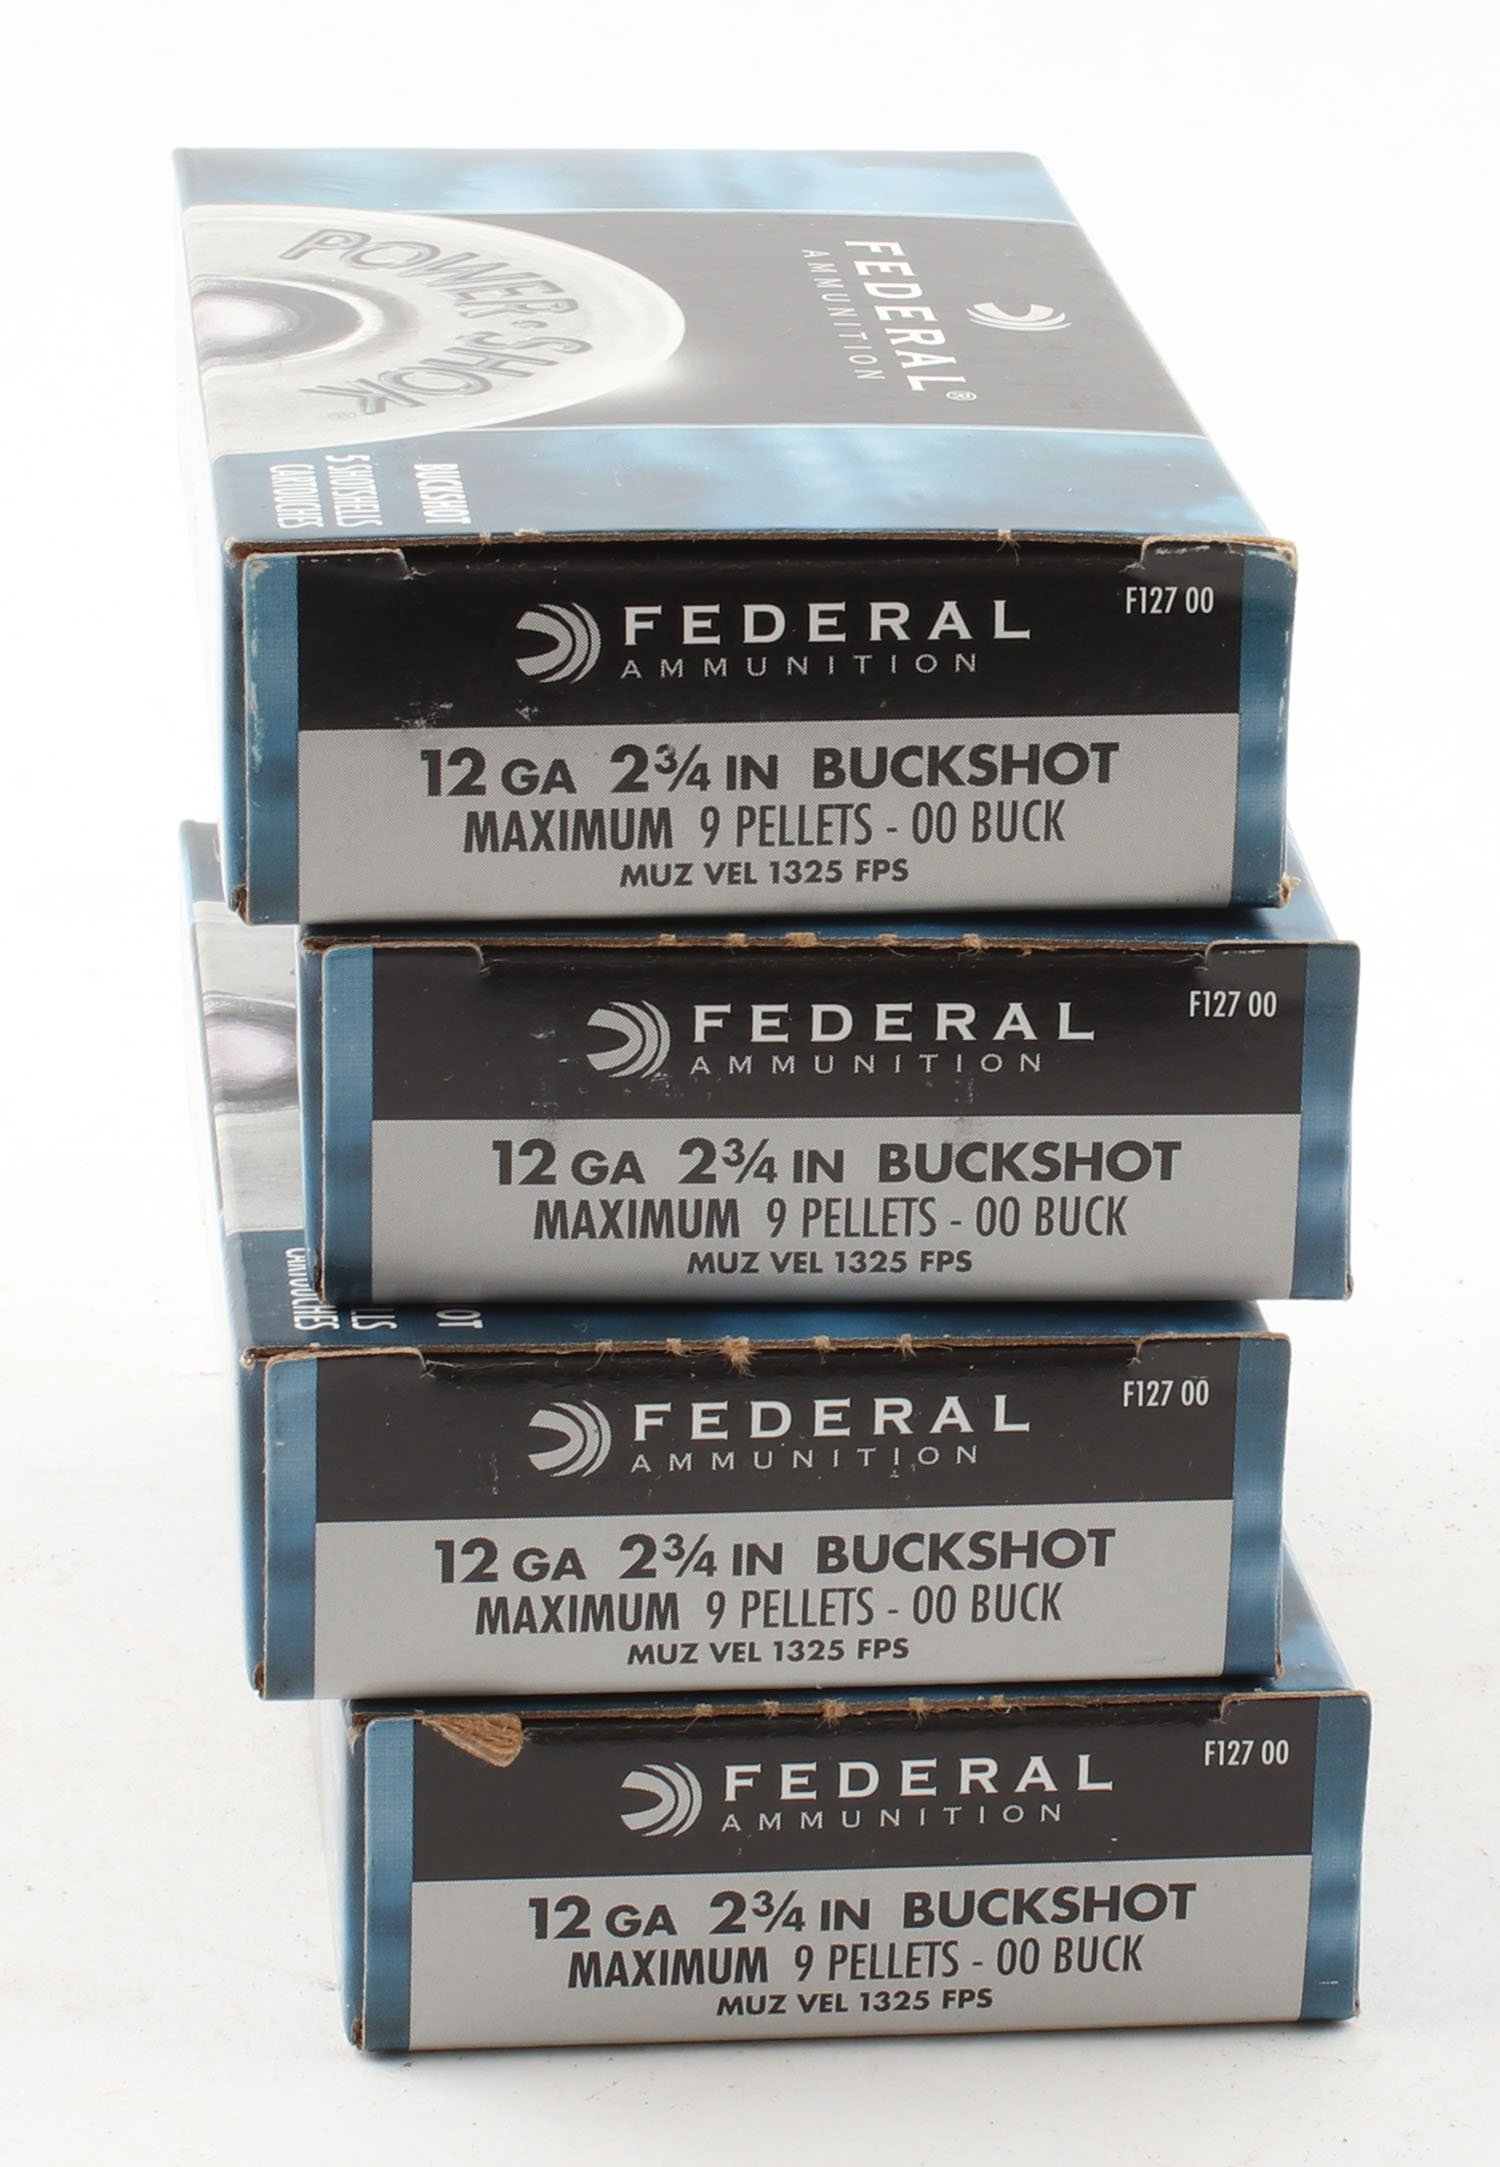 POWER·SHOK®
FEDERAL®
AMMUNITION
BUCKSHOT
5 SHOTSHELLS
CARTOUCHES
FEDERAL
AMMUNITION
F127 00
12 GA 2¾ IN BUCKSHOT
MAXIMUM 9 PELLETS - 00 BUCK
MUZ VEL 1325 FPS
FEDERAL
AMMUNITION
F127 00
12 GA 2¾ IN BUCKSHOT
MAXIMUM 9 PELLETS - 00 BUCK
MUZ VEL 1325 FPS
OT
LLS
CARTOUCHES
FEDERAL
AMMUNITION
F127 00
12 GA 2¾ IN BUCKSHOT
MAXIMUM 9 PELLETS - 00 BUCK
MUZ VEL 1325 FPS
FEDERAL
AMMUNITION
F127 00
12 GA 2¾ IN BUCKSHOT
MAXIMUM 9 PELLETS - 00 BUCK
MUZ VEL 1325 FPS